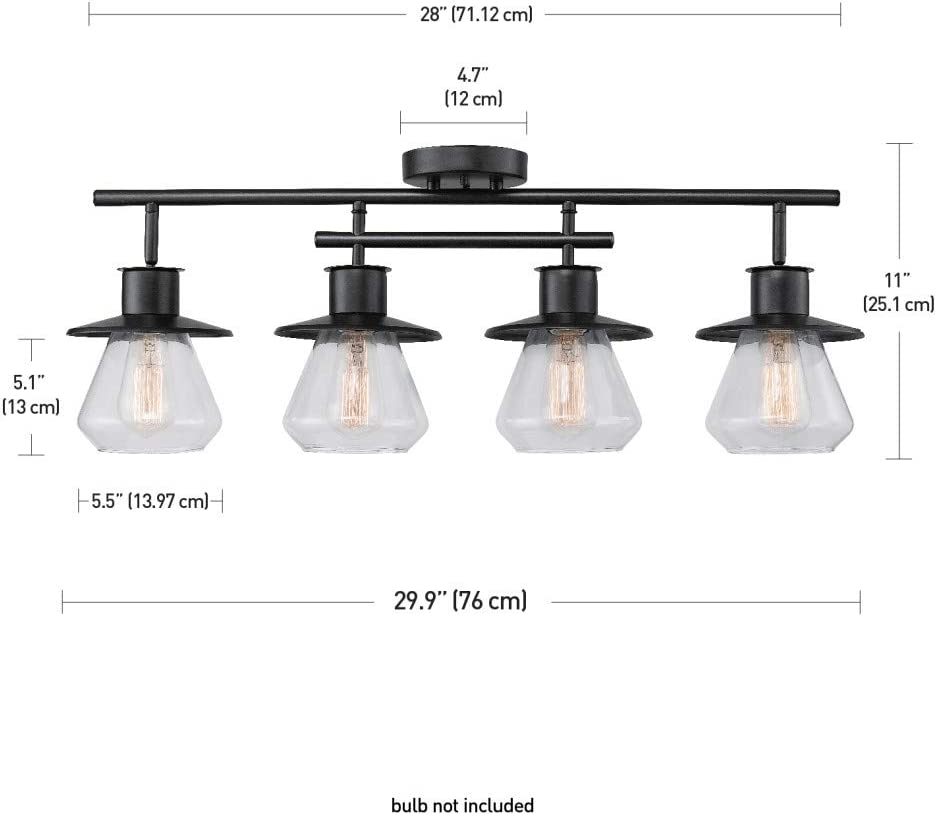 28” (71.12 cm)
4.7”
(12 cm)
11”
(25.1 cm)
5.1”
(13 cm)
5.5” (13.97 cm)
29.9” (76 cm)
bulb not included